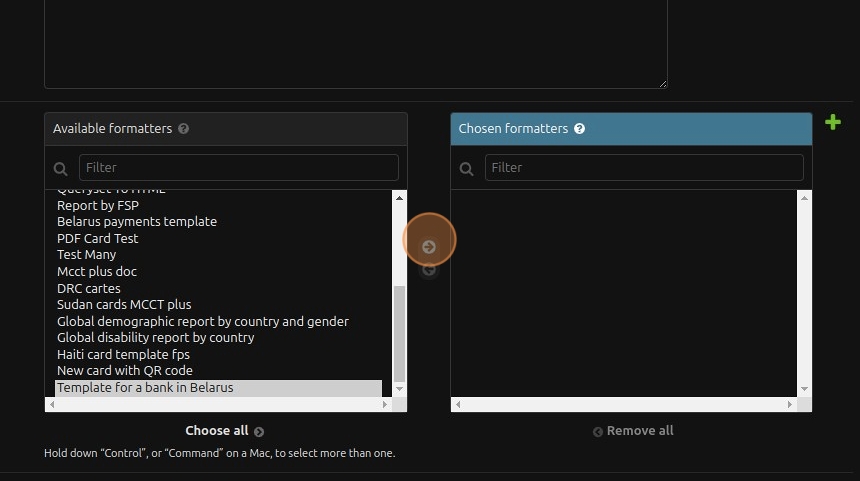 Available formatters
Chosen formatters
Filter
Filter
Queryset To HTML
Report by FSP
Belarus payments template
PDF Card Test
Test Many
Mcct plus doc
DRC cartes
Sudan cards MCCT plus
Global demographic report by country and gender
Global disability report by country
Haiti card template fps
New card with QR code
Template for a bank in Belarus
Choose all
Remove all
Hold down “Control”, or “Command” on a Mac, to select more than one.